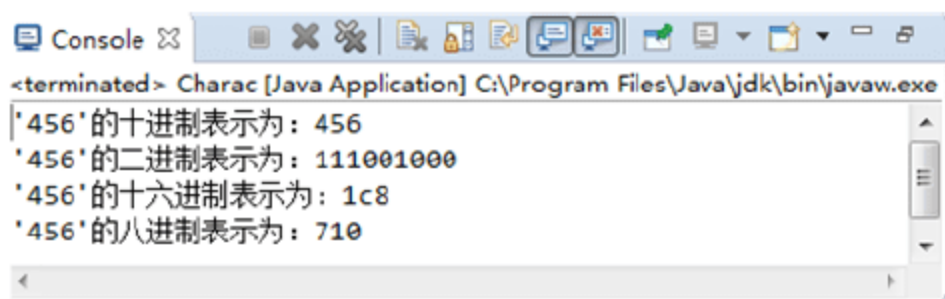 Console
<terminated> Charac [Java Application] C:\Program Files\Java\jdk\bin\javaw.exe
'456'的十进制表示为：456
'456'的二进制表示为：111001000
'456'的十六进制表示为：1c8
'456'的八进制表示为：710